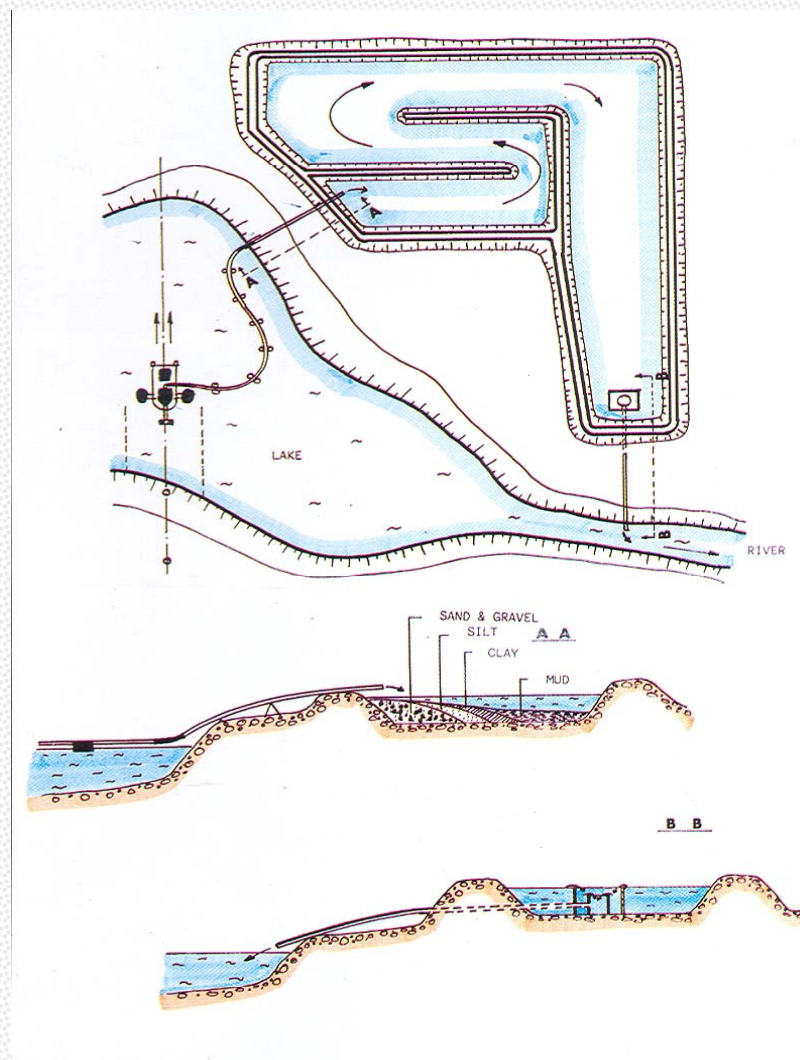 A
A
B
LAKE
B
RIVER
SAND & GRAVEL
SILT
A A
CLAY
MUD
B B